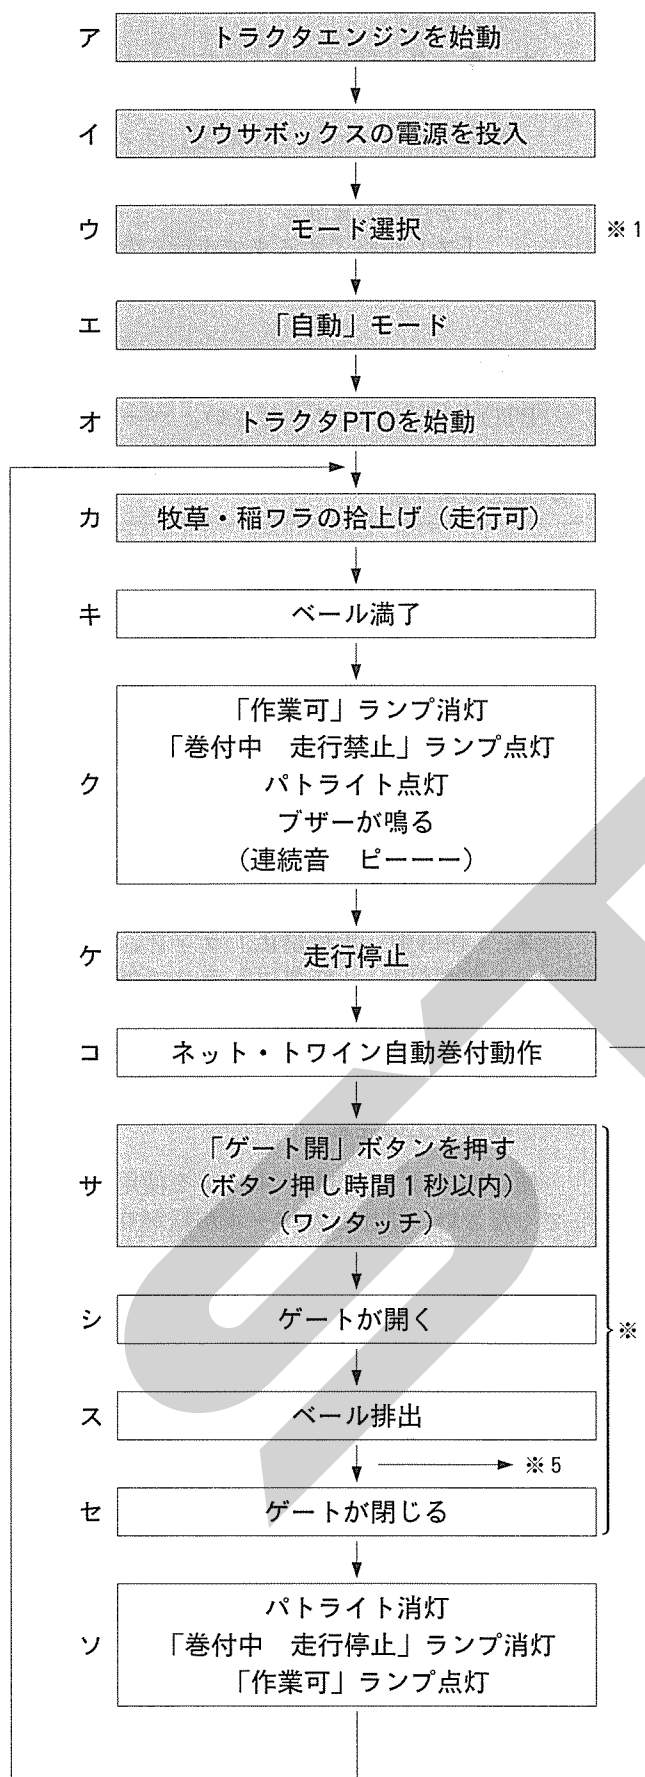 ア トラクタエンジンを始動
イ ソウサボックスの電源を投入
ウ モード選択 ※1
エ 「自動」モード
オ トラクタPTOを始動
カ 牧草・稲ワラの拾上げ(走行可)
キ ベール満了
「作業可」ランプ消灯
「巻付中 走行禁止」ランプ点灯
ク パトライト点灯
ブザーが鳴る
(連続音 ピーーー)
ケ 走行停止
コ ネット・トワイン自動巻付動作
「ゲート開」ボタンを押す
サ (ボタン押し時間1秒以内)
(ワンタッチ)
シ ゲートが開く
※
ス ベール排出
※5
セ ゲートが閉じる
パトライト消灯
ソ 「巻付中 走行停止」ランプ消灯
「作業可」ランプ点灯